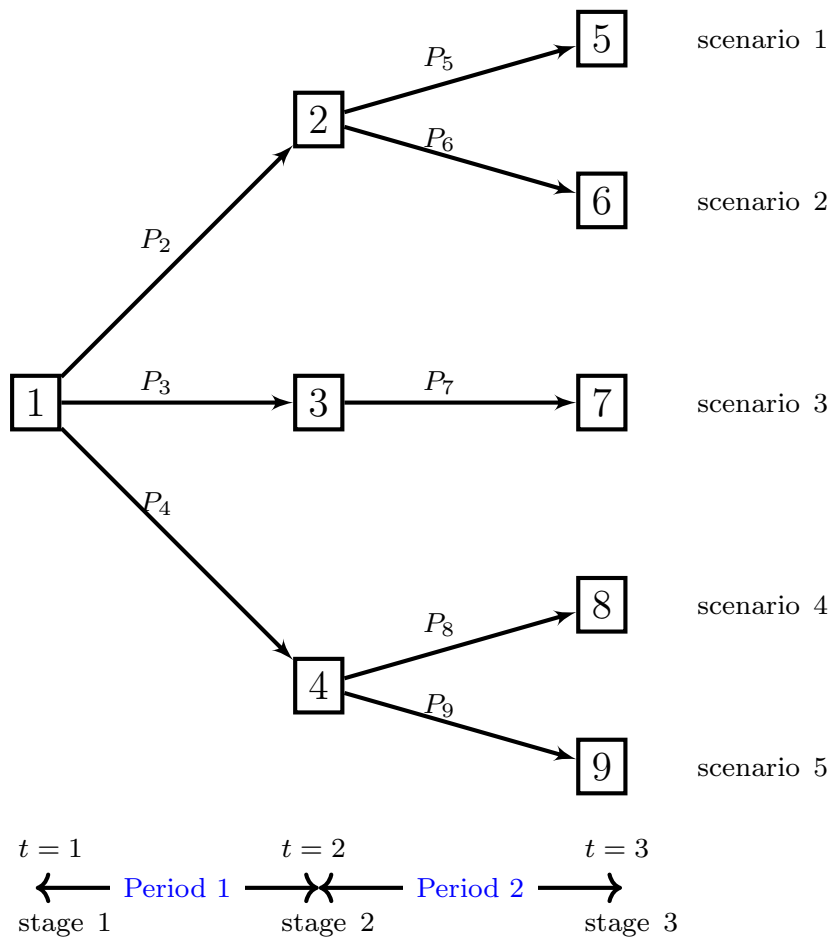 5 scenario 1
P₅
2
P₆
6 scenario 2
P₂
1 P₃ 3 P₇ 7 scenario 3
P₄
8 scenario 4
P₈
4
P₉
9 scenario 5
t = 1 t = 2 t = 3
Period 1 Period 2
stage 1 stage 2 stage 3